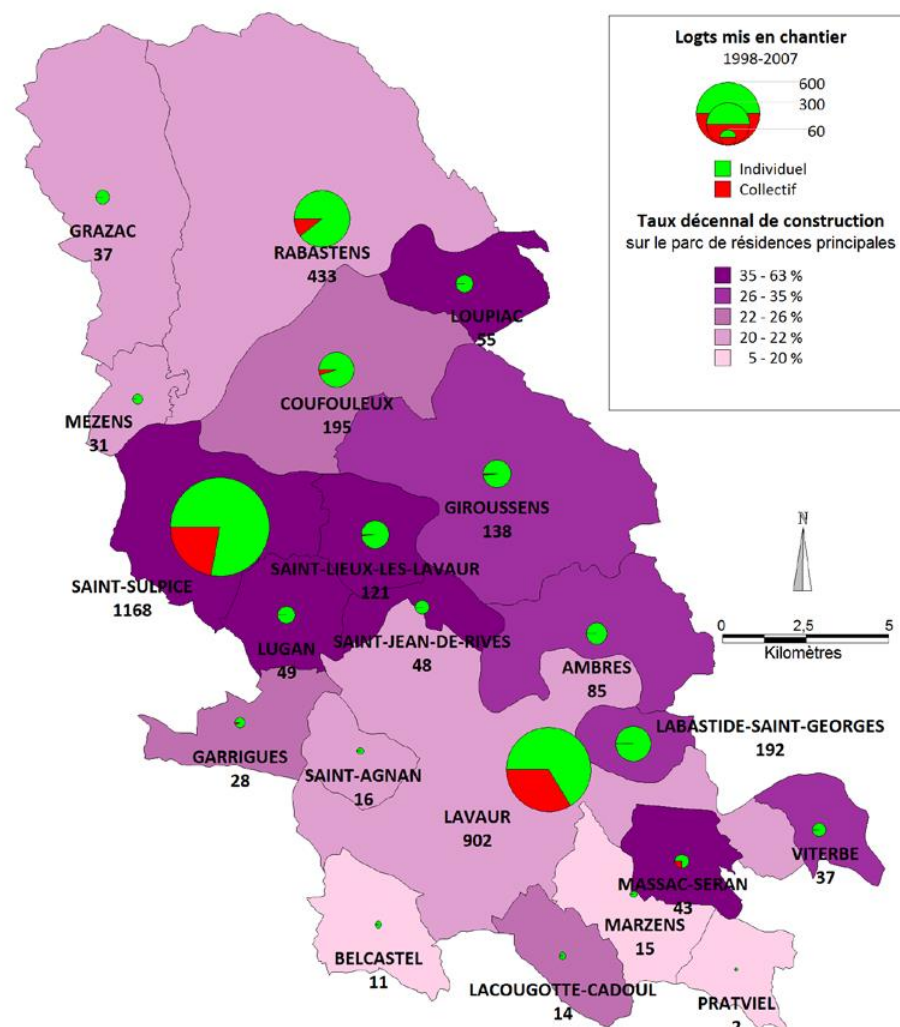 Logts mis en chantier
1998-2007
600
300
60
Individuel
Collectif
Taux décennal de construction
sur le parc de résidences principales
35 - 63 %
26 - 35 %
22 - 26 %
20 - 22 %
5 - 20 %
GRAZAC
37
RABASTENS
433
LOUPIAC
55
COUFOULEUX
195
MEZENS
31
GIROUSSENS
138
SAINT-SULPICE
1168
SAINT-LIEUX-LES-LAVAUR
121
LUGAN
49
SAINT-JEAN-DE-RIVES
48
AMBRES
85
N
0 2,5 5
Kilomètres
GARRIGUES
28
SAINT-AGNAN
16
LABASTIDE-SAINT-GEORGES
192
LAVAUR
902
VITERBE
37
MASSAC-SERAN
43
MARZENS
15
BELCASTEL
11
LACOUGOTTE-CADOUL
14
PRATVIEL
2